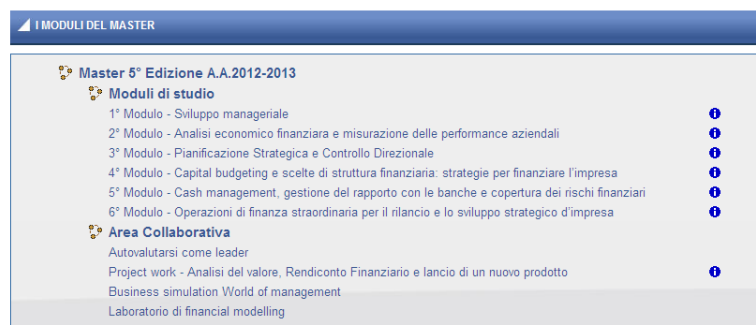 I MODULI DEL MASTER
Master 5° Edizione A.A.2012-2013
Moduli di studio
1° Modulo - Sviluppo manageriale
2° Modulo - Analisi economico finanziara e misurazione delle performance aziendali
3° Modulo - Pianificazione Strategica e Controllo Direzionale
4° Modulo - Capital budgeting e scelte di struttura finanziaria: strategie per finanziare l'impresa
5° Modulo - Cash management, gestione del rapporto con le banche e copertura dei rischi finanziari
6° Modulo - Operazioni di finanza straordinaria per il rilancio e lo sviluppo strategico d'impresa
Area Collaborativa
Autovalutarsi come leader
Project work - Analisi del valore, Rendiconto Finanziario e lancio di un nuovo prodotto
Business simulation World of management
Laboratorio di financial modelling